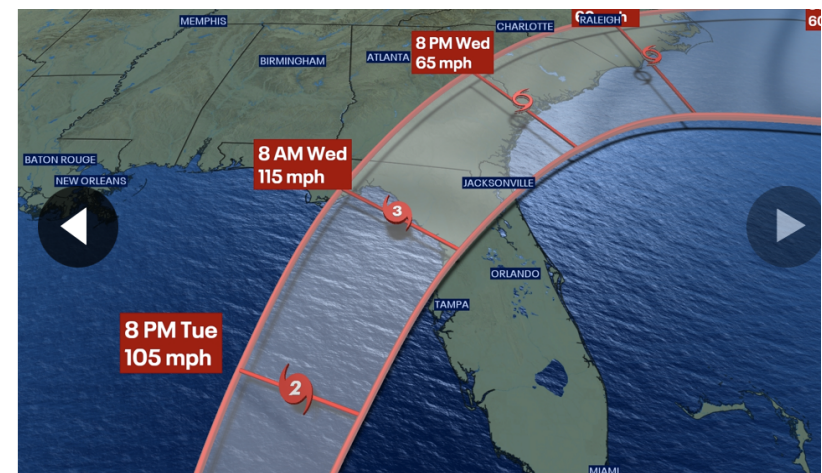 MEMPHIS
CHARLOTTE
RALEIGH
60
8 PM Wed
65 mph
ATLANTA
BIRMINGHAM
8 AM Wed
115 mph
BATON ROUGE
NEW ORLEANS
JACKSONVILLE
3
ORLANDO
TAMPA
8 PM Tue
105 mph
2
MIAMI